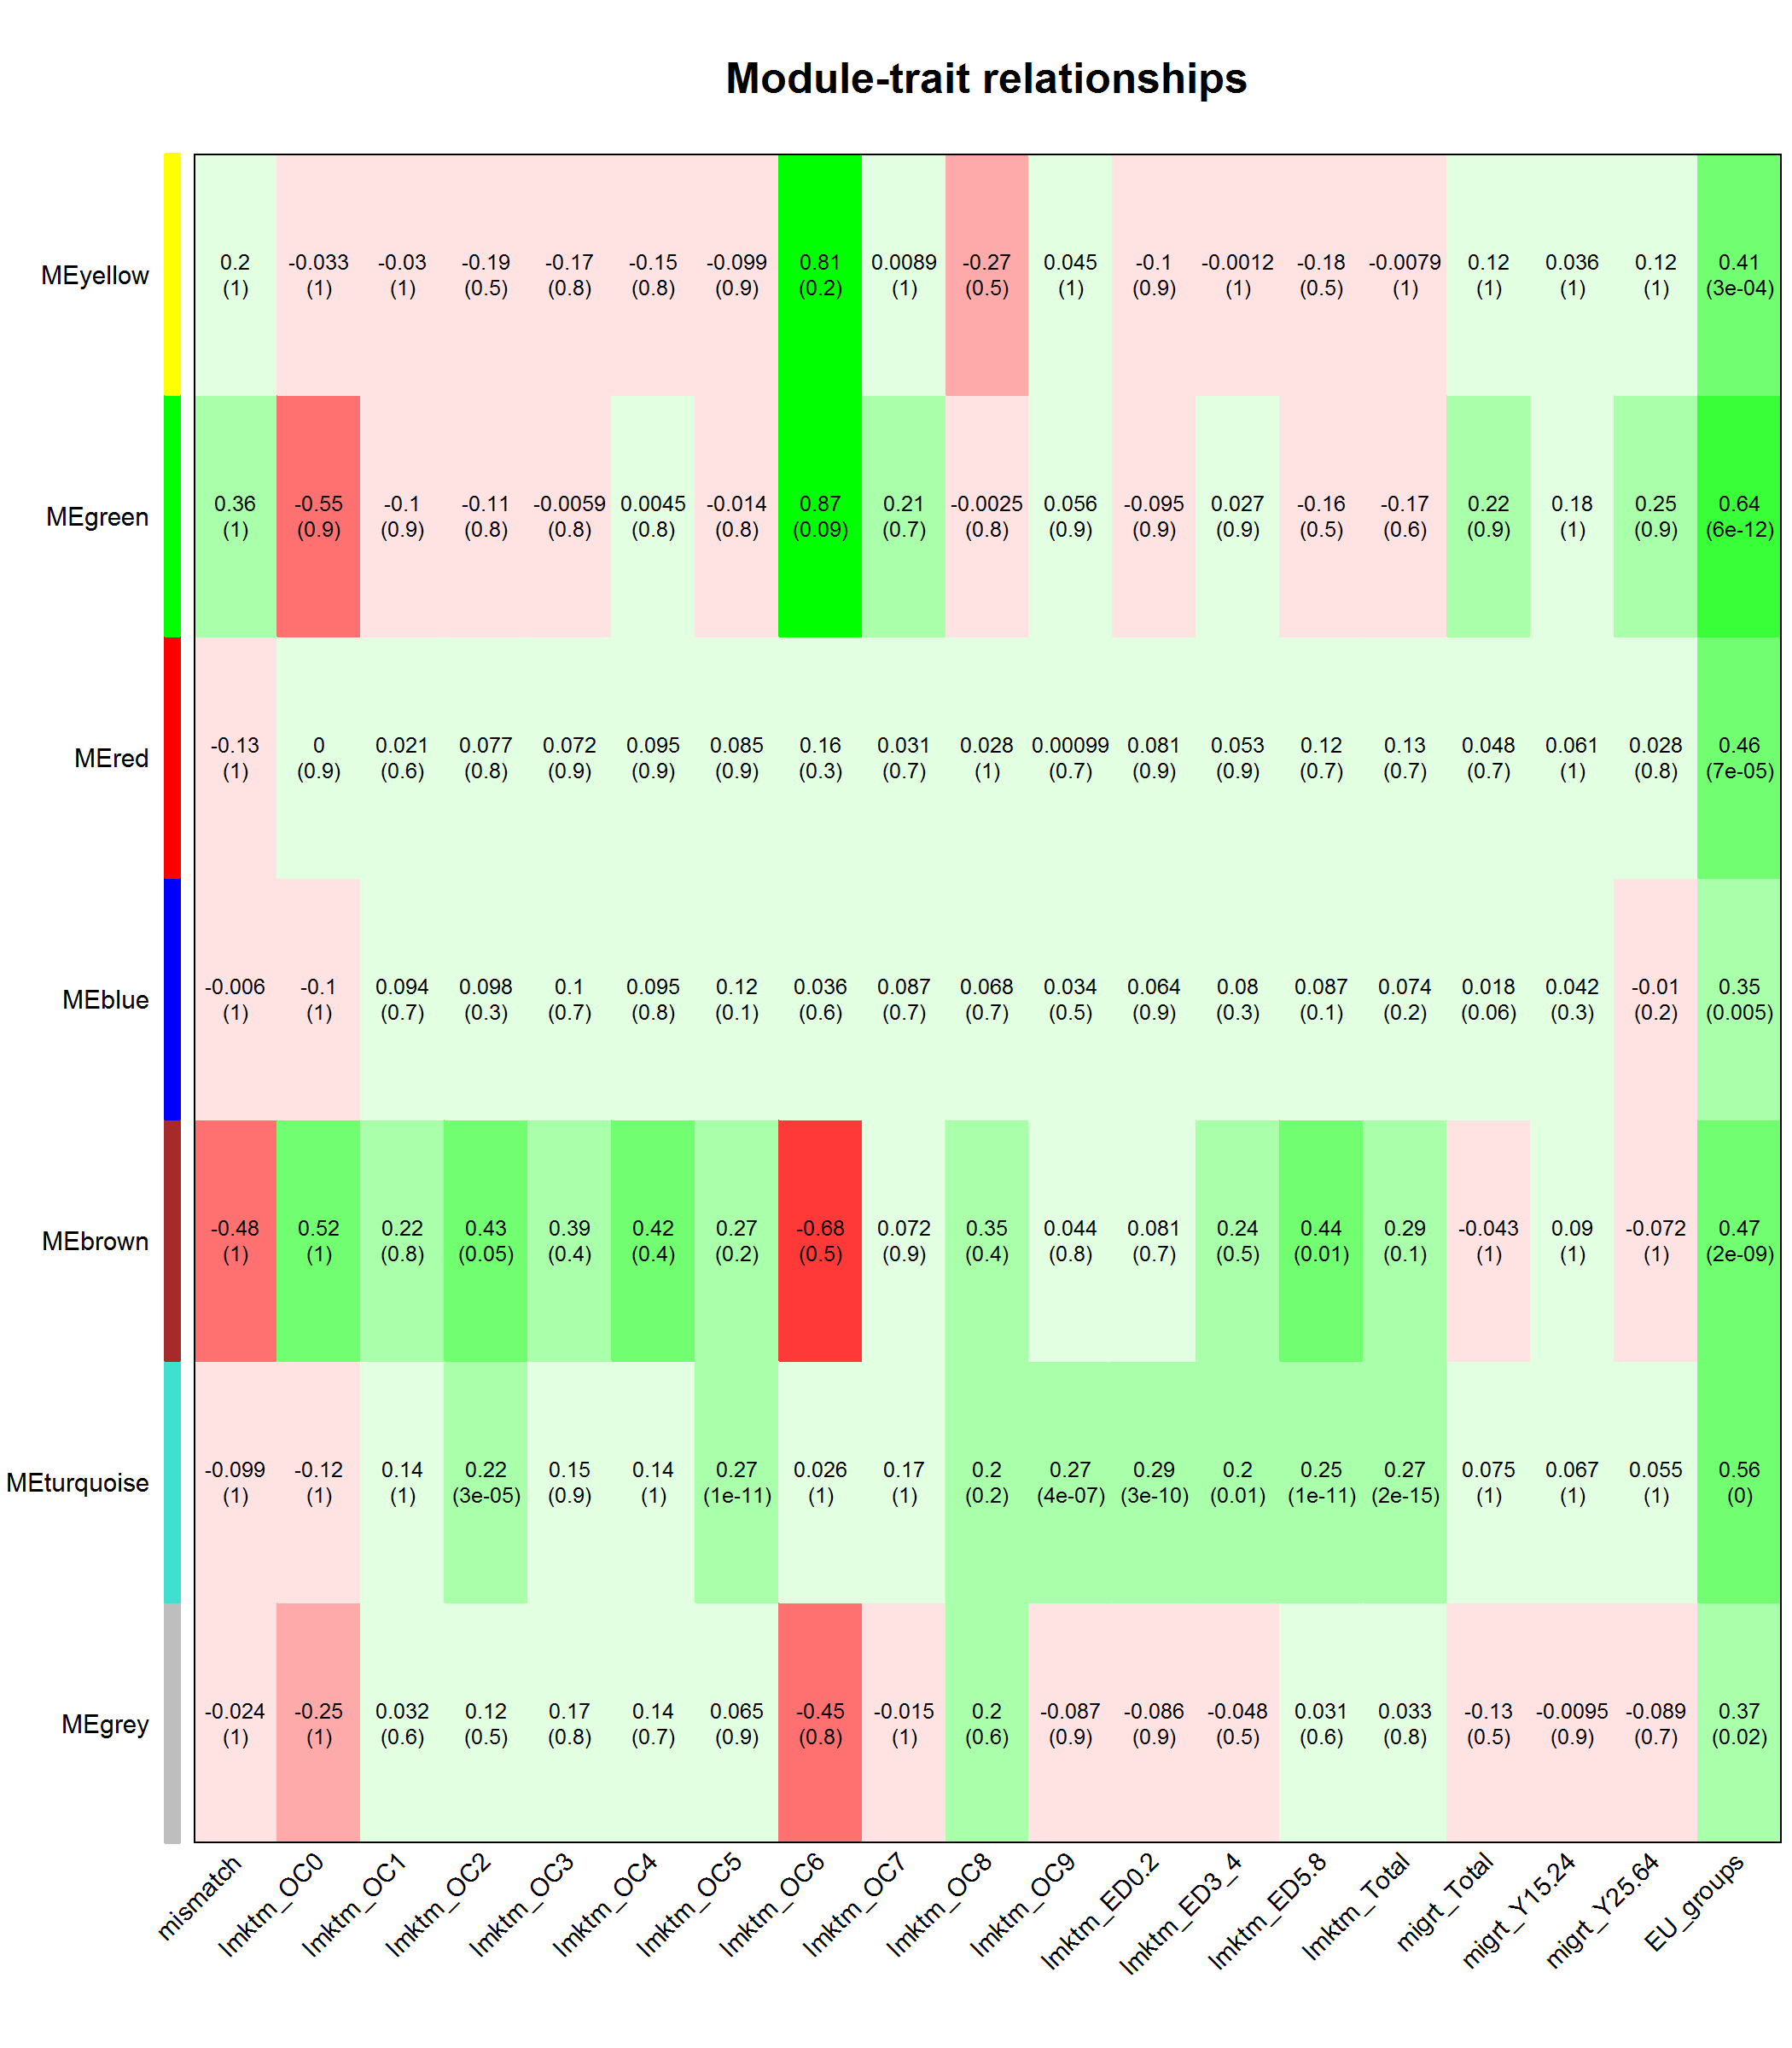 Module-trait relationships
MEyellow 0.2 -0.033 -0.03 -0.19 -0.17 -0.15 -0.099 0.81 0.0089 -0.27 0.045 -0.1 -0.0012 -0.18 -0.0079 0.12 0.036 0.12 0.41
(1) (1) (1) (0.5) (0.8) (0.8) (0.9) (0.2) (1) (0.5) (1) (0.9) (1) (0.5) (1) (1) (1) (1) (3e-04)
MEgreen 0.36 -0.55 -0.1 -0.11 -0.0059 0.0045 -0.014 0.87 0.21 -0.0025 0.056 -0.095 0.027 -0.16 -0.17 0.22 0.18 0.25 0.64
(1) (0.9) (0.9) (0.8) (0.8) (0.8) (0.8) (0.09) (0.7) (0.8) (0.9) (0.9) (0.9) (0.5) (0.6) (0.9) (1) (0.9) (6e-12)
MEred -0.13 0 0.021 0.077 0.072 0.095 0.085 0.16 0.031 0.028 0.00099 0.081 0.053 0.12 0.13 0.048 0.061 0.028 0.46
(1) (0.9) (0.6) (0.8) (0.9) (0.9) (0.9) (0.3) (0.7) (1) (0.7) (0.9) (0.9) (0.7) (0.7) (0.7) (1) (0.8) (7e-05)
MEblue -0.006 -0.1 0.094 0.098 0.1 0.095 0.12 0.036 0.087 0.068 0.034 0.064 0.08 0.087 0.074 0.018 0.042 -0.01 0.35
(1) (1) (0.7) (0.3) (0.7) (0.8) (0.1) (0.6) (0.7) (0.7) (0.5) (0.9) (0.3) (0.1) (0.2) (0.06) (0.3) (0.2) (0.005)
MEbrown -0.48 0.52 0.22 0.43 0.39 0.42 0.27 -0.68 0.072 0.35 0.044 0.081 0.24 0.44 0.29 -0.043 0.09 -0.072 0.47
(1) (1) (0.8) (0.05) (0.4) (0.4) (0.2) (0.5) (0.9) (0.4) (0.8) (0.7) (0.5) (0.01) (0.1) (1) (1) (1) (2e-09)
MEturquoise -0.099 -0.12 0.14 0.22 0.15 0.14 0.27 0.026 0.17 0.2 0.27 0.29 0.2 0.25 0.27 0.075 0.067 0.055 0.56
(1) (1) (1) (3e-05) (0.9) (1) (1e-11) (1) (1) (0.2) (4e-07) (3e-10) (0.01) (1e-11) (2e-15) (1) (1) (1) (0)
MEgrey -0.024 -0.25 0.032 0.12 0.17 0.14 0.065 -0.45 -0.015 0.2 -0.087 -0.086 -0.048 0.031 0.033 -0.13 -0.0095 -0.089 0.37
(1) (1) (0.6) (0.5) (0.8) (0.7) (0.9) (0.8) (1) (0.6) (0.9) (0.9) (0.5) (0.6) (0.8) (0.5) (0.9) (0.7) (0.02)
mismatch lmktm_OC0 lmktm_OC1 lmktm_OC2 lmktm_OC3 lmktm_OC4 lmktm_OC5 lmktm_OC6 lmktm_OC7 lmktm_OC8 lmktm_OC9 lmktm_ED0.2 lmktm_ED3_4 lmktm_ED5.8 lmktm_Total migrt_Total migrt_Y15.24 migrt_Y25.64 EU_groups